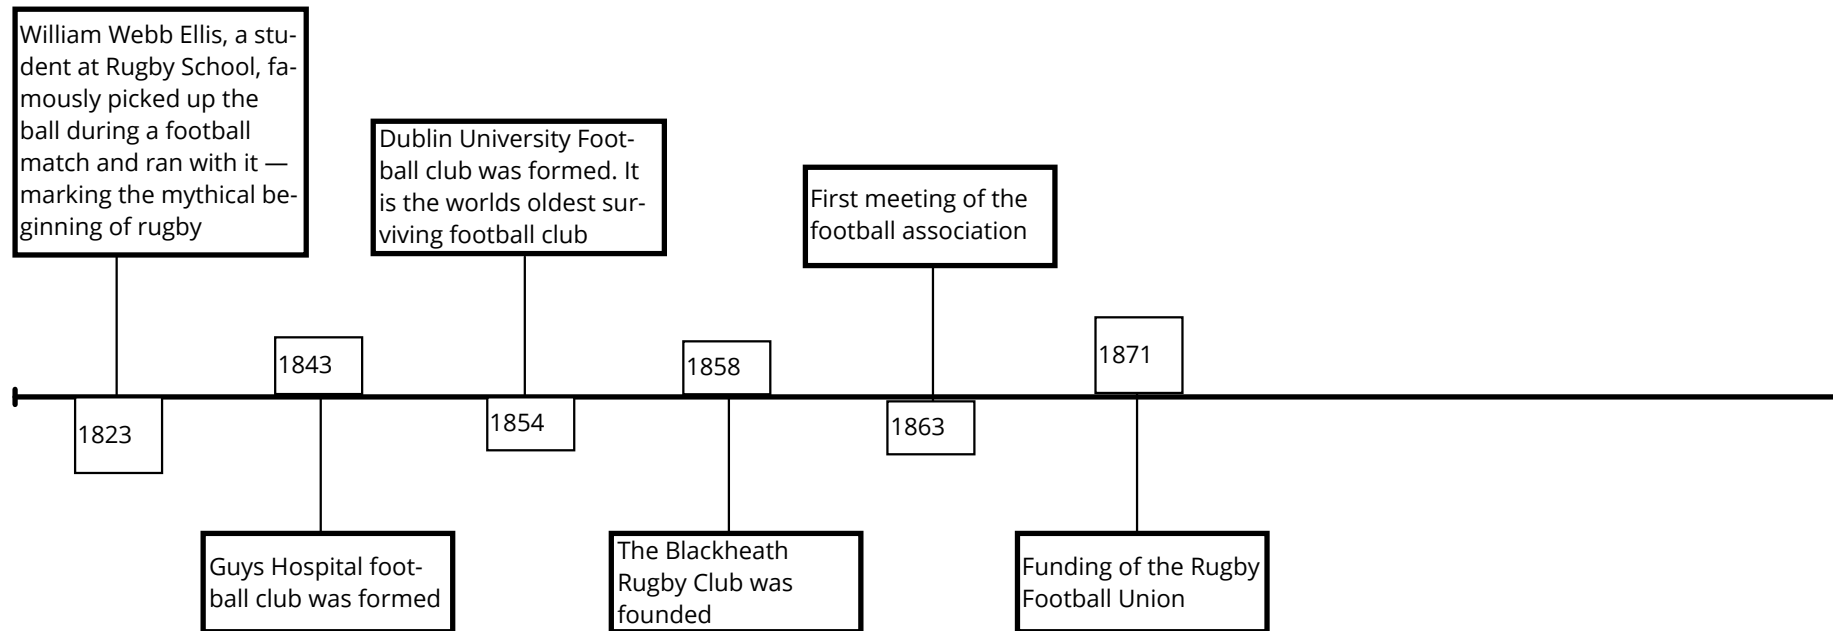 William Webb Ellis, a stu-
dent at Rugby School, fa-
mously picked up the
ball during a football
match and ran with it —
marking the mythical be-
ginning of rugby
1823
1843
Guys Hospital foot-
ball club was formed
Dublin University Foot-
ball club was formed. It
is the worlds oldest sur-
viving football club
1854
1858
The Blackheath
Rugby Club was
founded
First meeting of the
football association
1863
1871
Funding of the Rugby
Football Union